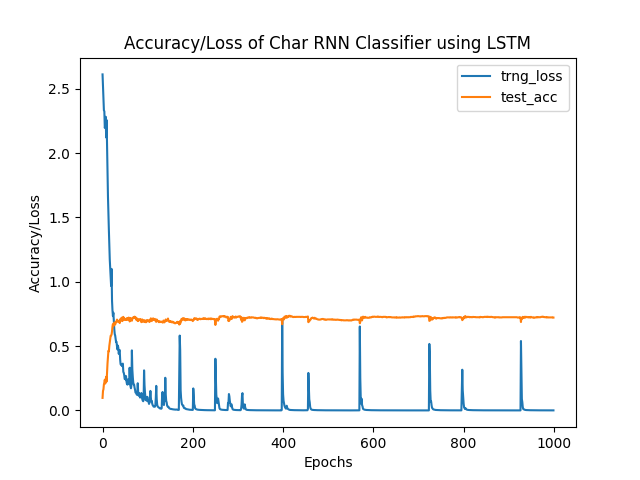 Accuracy/Loss of Char RNN Classifier using LSTM
trng_loss
test_acc
2.5
2.0
1.5
1.0
0.5
0.0
Accuracy/Loss
0 200 400 600 800 1000
Epochs